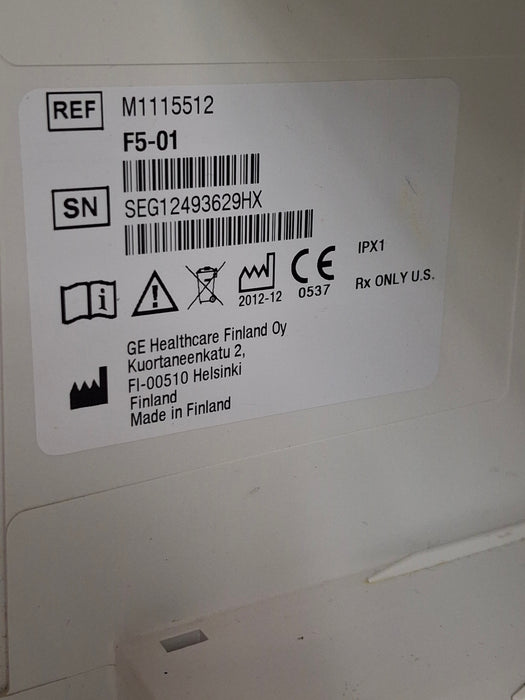 REF M1115512
F5-01
SN SEG12493629HX
i
2012-12
CE
0537
IPX1
Rx ONLY U.S.
GE Healthcare Finland Oy
Kuortaneenkatu 2,
FI-00510 Helsinki
Finland
Made in Finland